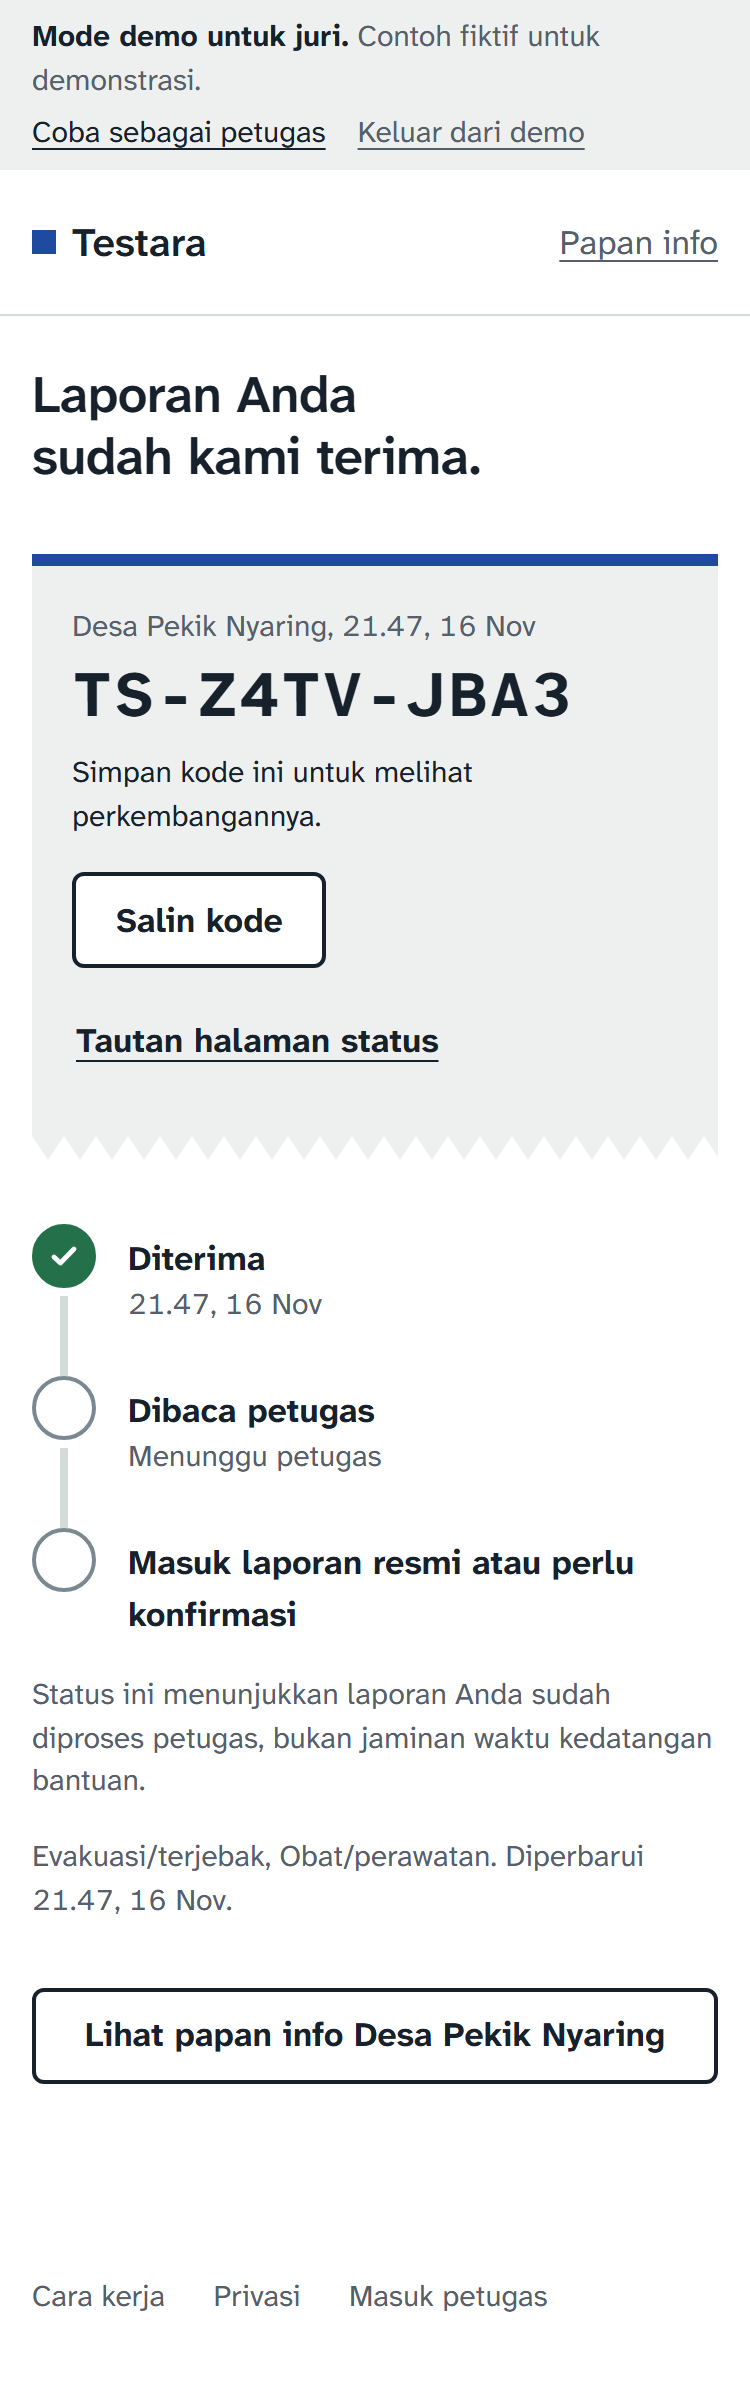 Mode demo untuk juri. Contoh fiktif untuk
demonstrasi.
Coba sebagai petugas Keluar dari demo
Testara Papan info
Laporan Anda
sudah kami terima.
Desa Pekik Nyaring, 21.47, 16 Nov
TS-Z4TV-JBA3
Simpan kode ini untuk melihat
perkembangannya.
Salin kode
Tautan halaman status
Diterima
21.47, 16 Nov
Dibaca petugas
Menunggu petugas
Masuk laporan resmi atau perlu
konfirmasi
Status ini menunjukkan laporan Anda sudah
diproses petugas, bukan jaminan waktu kedatangan
bantuan.
Evakuasi/terjebak, Obat/perawatan. Diperbarui
21.47, 16 Nov.
Lihat papan info Desa Pekik Nyaring
Cara kerja Privasi Masuk petugas